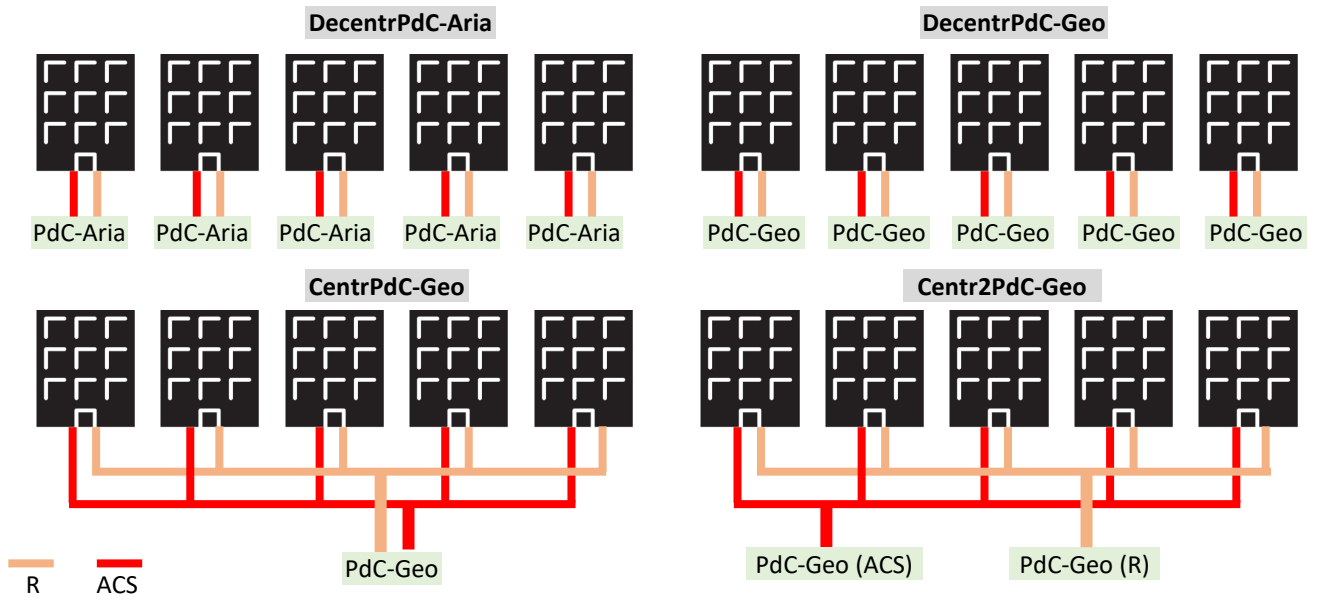 DecentrPdC-Aria
DecentrPdC-Geo
PdC-Aria
PdC-Aria
PdC-Aria
PdC-Aria
PdC-Aria
PdC-Geo
PdC-Geo
PdC-Geo
PdC-Geo
PdC-Geo
CentrPdC-Geo
Centr2PdC-Geo
PdC-Geo
PdC-Geo (ACS)
PdC-Geo (R)
R
ACS